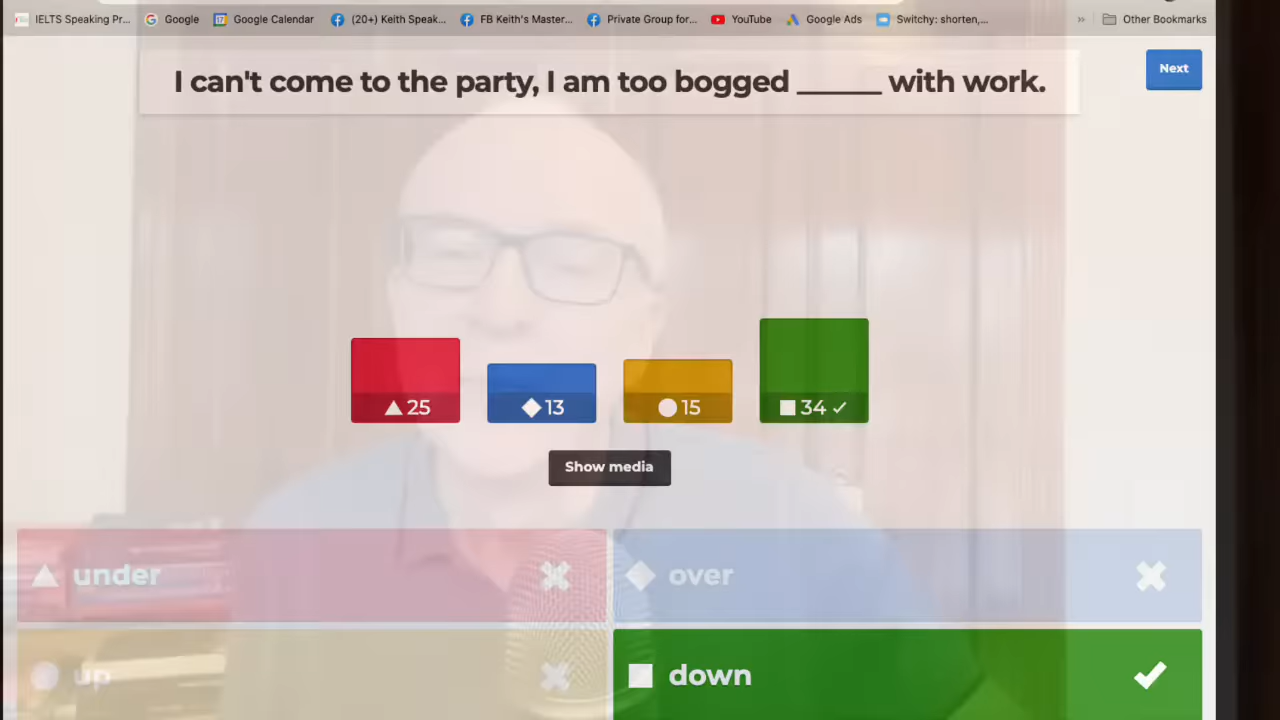 IELTS Speaking Pr...
Google
Google Calendar
(20+) Keith Speak...
FB Keith's Master...
Private Group for...
YouTube
Google Ads
Switchy: shorten,...
Other Bookmarks
I can't come to the party, I am too bogged ______ with work.
Next
25
13
15
34
Show media
under
over
up
down